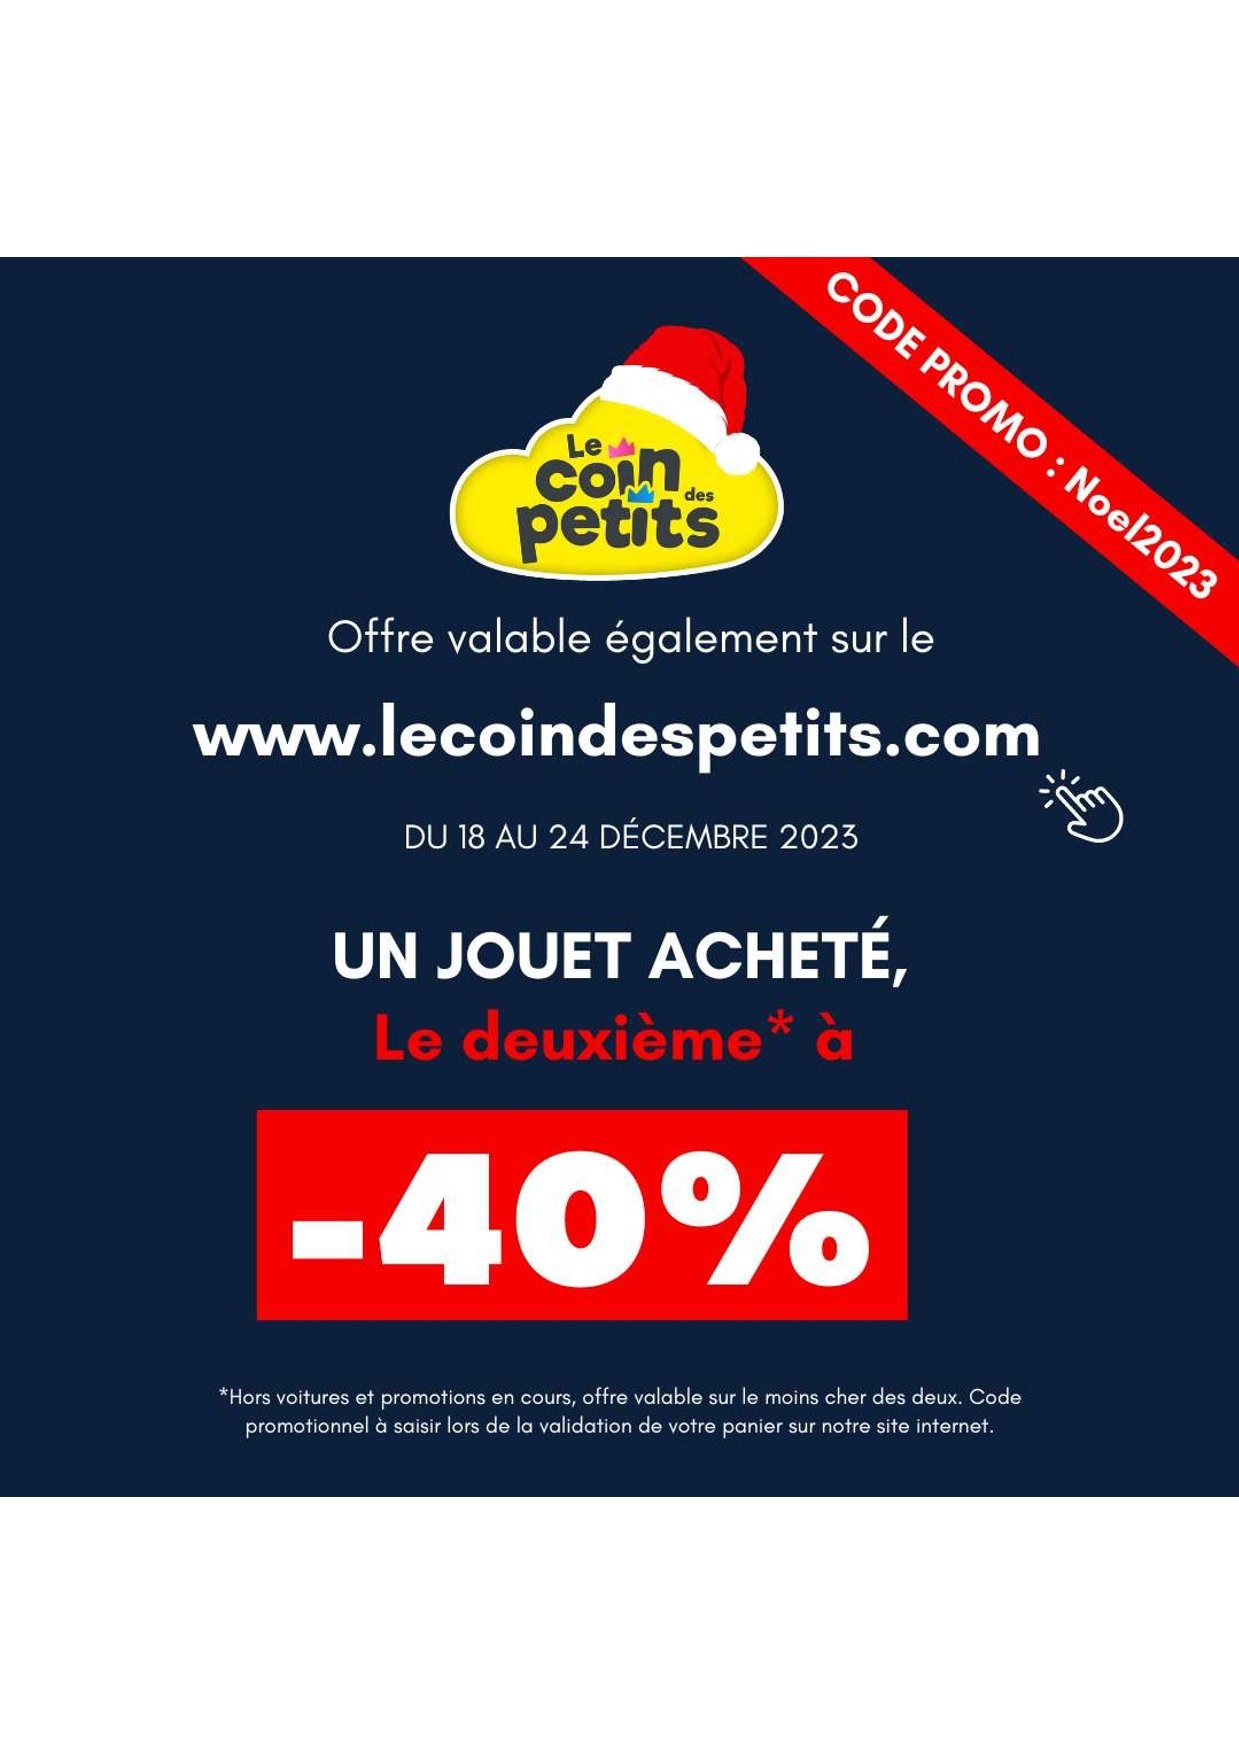 CODE PROMO : Noel2023
Le
coin
des
petits
Offre valable également sur le
www.lecoindespetits.com
DU 18 AU 24 DÉCEMBRE 2023
UN JOUET ACHETÉ,
Le deuxième* à
-40%
*Hors voitures et promotions en cours, offre valable sur le moins cher des deux. Code
promotionnel à saisir lors de la validation de votre panier sur notre site internet.